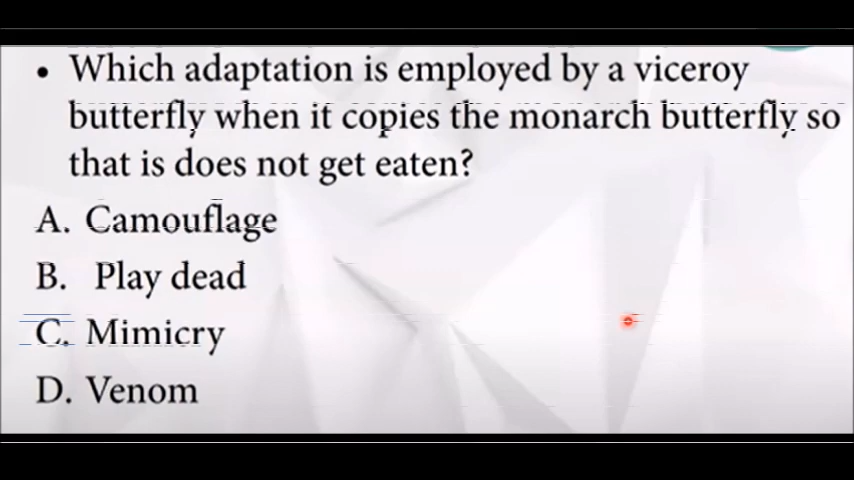 • Which adaptation is employed by a viceroy
butterfly when it copies the monarch butterfly so
that is does not get eaten?
A. Camouflage
B. Play dead
C. Mimicry
D. Venom